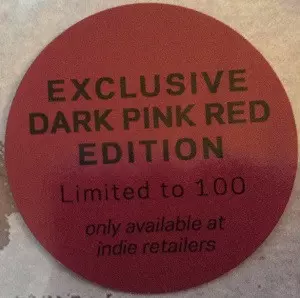 EXCLUSIVE
DARK PINK RED
EDITION
Limited to 100
only available at
indie retailers